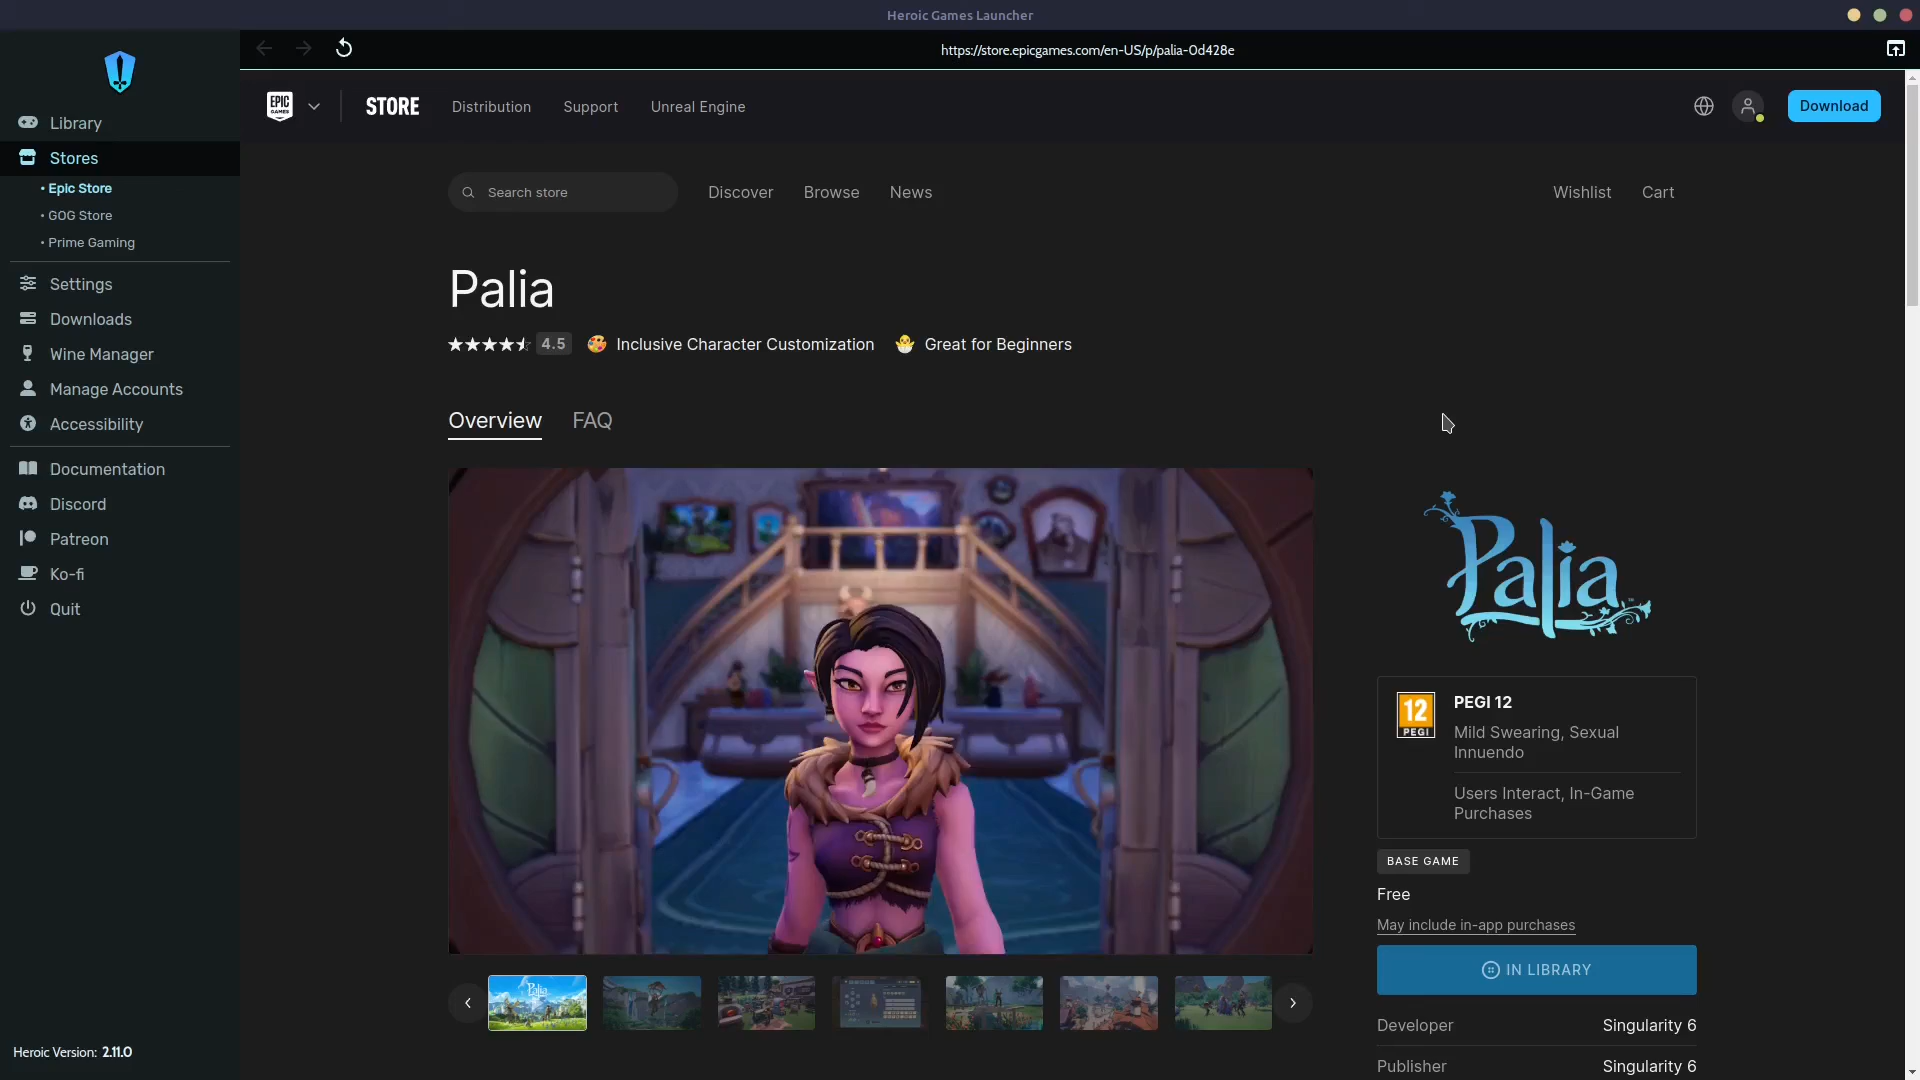 Heroic Games Launcher
https://store.epicgames.com/en-US/p/palia-0d428e
Library
Stores
• Epic Store
• GOG Store
• Prime Gaming
Settings
Downloads
Wine Manager
Manage Accounts
Accessibility
Documentation
Discord
Patreon
Ko-fi
Quit
Heroic Version: 2.11.0
EPIC
GAMES
STORE
Distribution
Support
Unreal Engine
Download
Search store
Discover
Browse
News
Wishlist
Cart
Palia
4.5
Inclusive Character Customization
Great for Beginners
Overview
FAQ
Palia
Palia
12
PEGI
PEGI 12
Mild Swearing, Sexual
Innuendo
Users Interact, In-Game
Purchases
BASE GAME
Free
May include in-app purchases
IN LIBRARY
Developer
Singularity 6
Publisher
Singularity 6